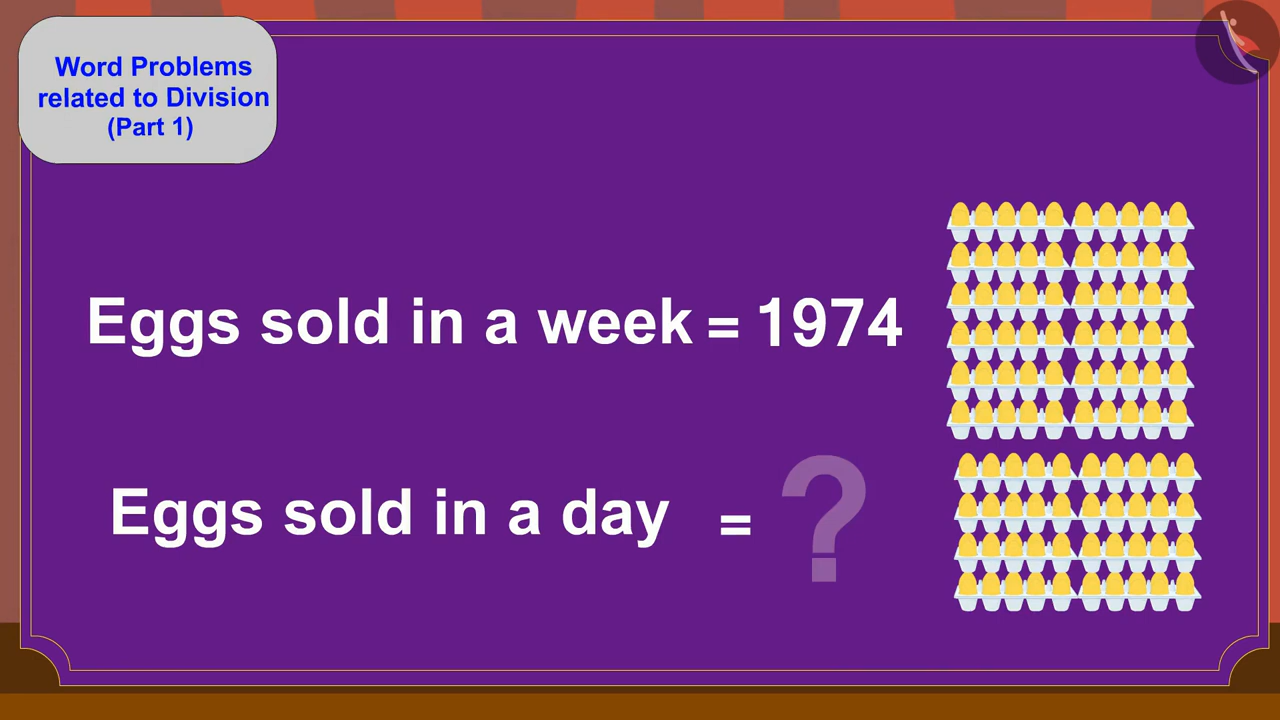 Word Problems
related to Division
(Part 1)
Eggs sold in a week = 1974
Eggs sold in a day = ?